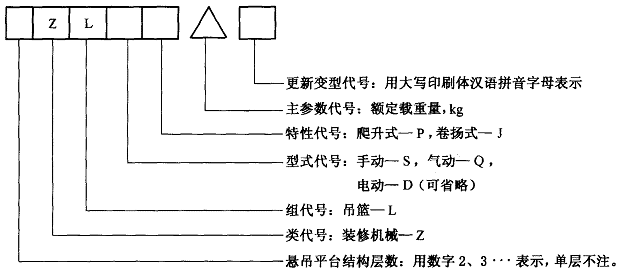 Z L
更新变型代号：用大写印刷体汉语拼音字母表示
主参数代号：额定载重量，kg
特性代号：爬升式—P，卷扬式—J
型式代号：手动—S，气动—Q，
电动—D（可省略）
组代号：吊篮—L
类代号：装修机械—Z
悬吊平台结构层数：用数字2、3···表示，单层不注。